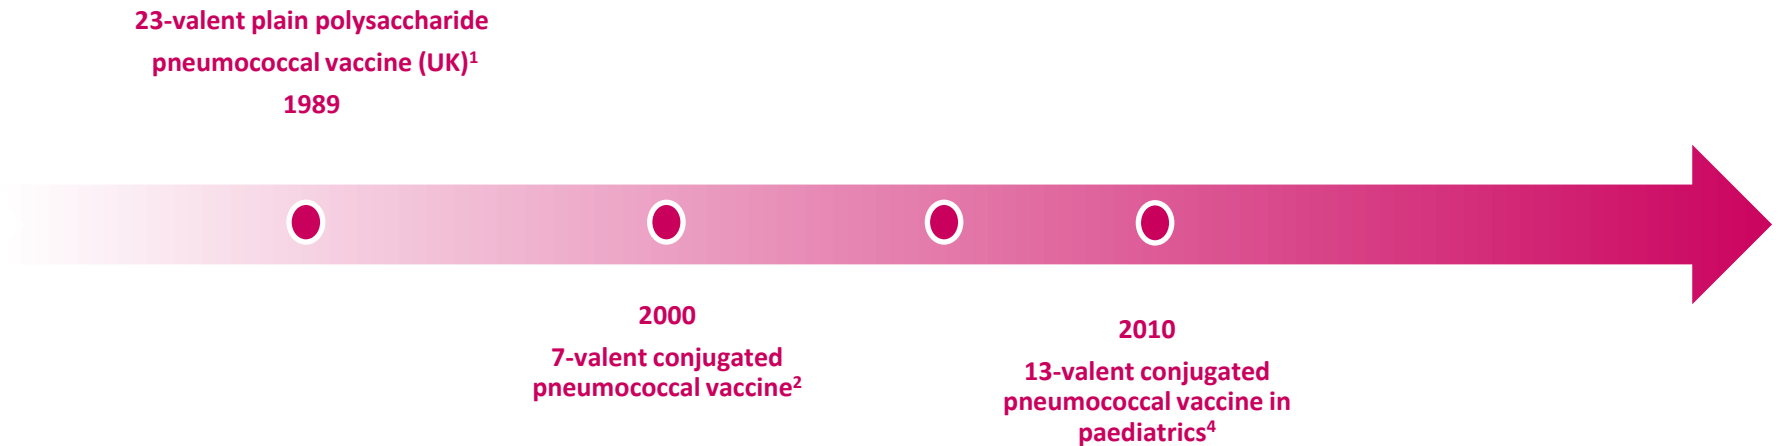 23-valent plain polysaccharide
pneumococcal vaccine (UK)¹
1989
2000
7-valent conjugated
pneumococcal vaccine²
2010
13-valent conjugated
pneumococcal vaccine in
paediatrics⁴